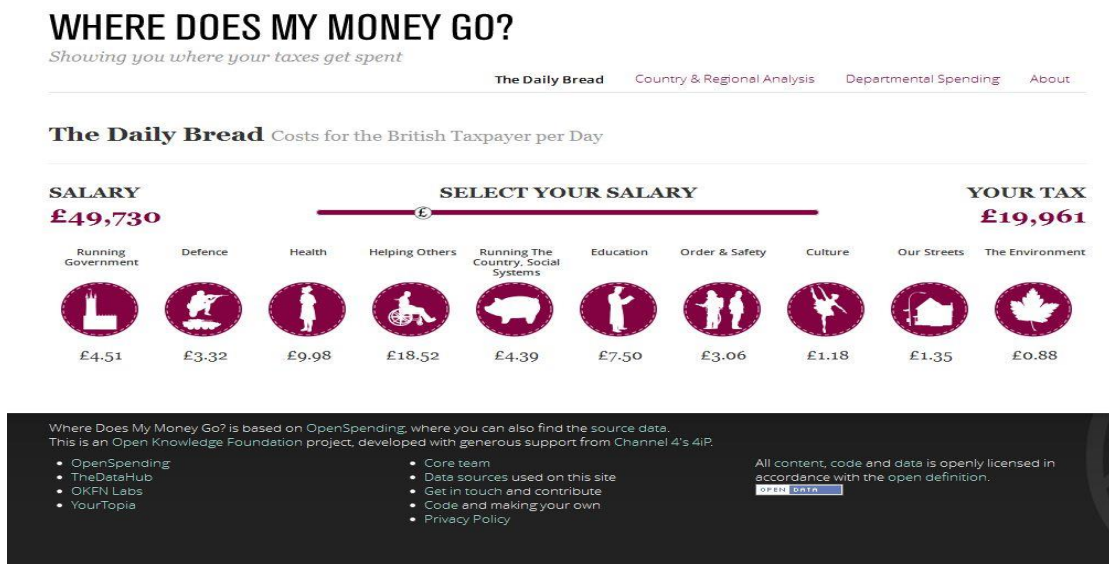 WHERE DOES MY MONEY GO?
Showing you where your taxes get spent
The Daily Bread Country & Regional Analysis Departmental Spending About
The Daily Bread Costs for the British Taxpayer per Day
SALARY SELECT YOUR SALARY YOUR TAX
£49,730 £ £19,961
Running Government
Defence
Health
Helping Others
Running The Country, Social Systems
Education
Order & Safety
Culture
Our Streets
The Environment
£4.51 £3.32 £9.98 £18.52 £4.39 £7.50 £3.06 £1.18 £1.35 £0.88
Where Does My Money Go? is based on OpenSpending, where you can also find the source data.
This is an Open Knowledge Foundation project, developed with generous support from Channel 4's 4iP.
• OpenSpending
• TheDataHub
• OKFN Labs
• YourTopia
• Core team
• Data sources used on this site
• Get in touch and contribute
• Code and making your own
• Privacy Policy
All content, code and data is openly licensed in
accordance with the open definition.
OPEN DATA